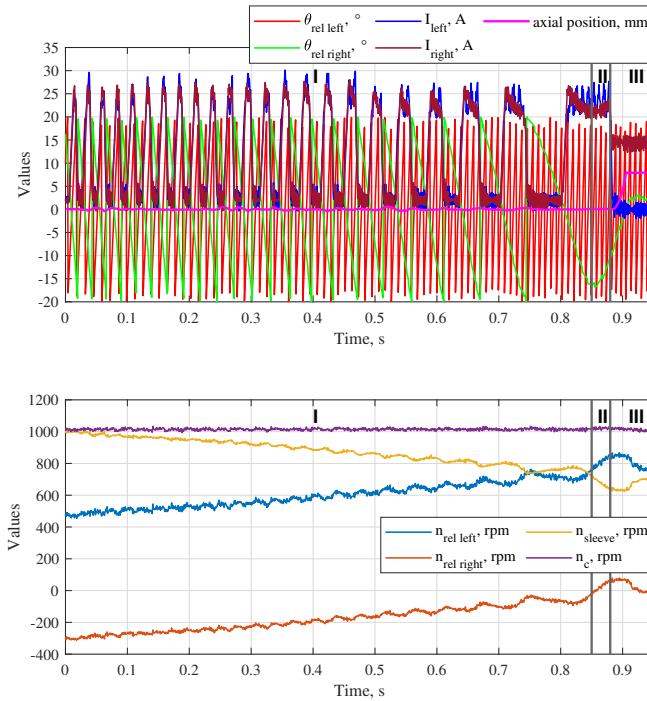 θrel left, ° Ileft, A axial position, mm
θrel right, ° Iright, A
35
30
25
20
15
10
5
0
-5
-10
-15
-20
Values
I II III
0 0.1 0.2 0.3 0.4 0.5 0.6 0.7 0.8 0.9
Time, s
1200
1000
800
600
400
200
0
-200
-400
Values
I II III
nrel left, rpm nsleeve, rpm
nrel right, rpm nc, rpm
0 0.1 0.2 0.3 0.4 0.5 0.6 0.7 0.8 0.9
Time, s